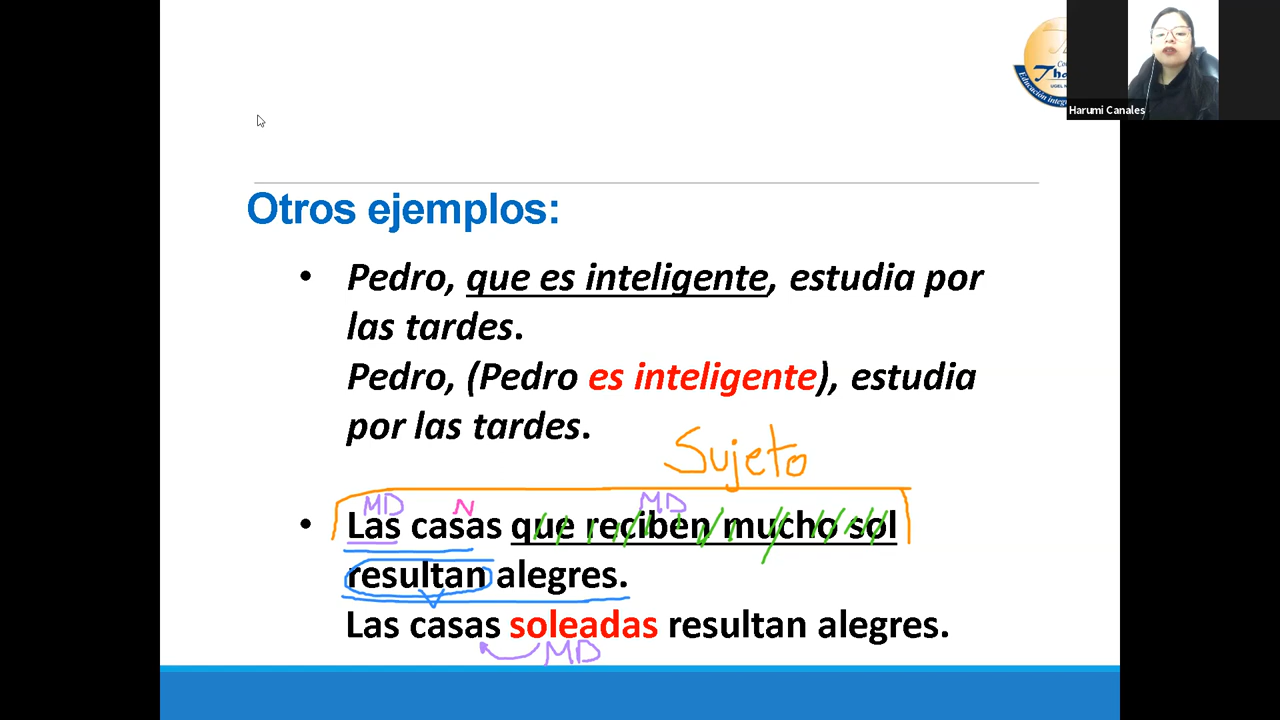 Harumi Canales
Otros ejemplos:
• Pedro, que es inteligente, estudia por
las tardes.
Pedro, (Pedro es inteligente), estudia
por las tardes.
Sujeto
MD N MD
• Las casas que reciben mucho sol
resultan alegres.
V
Las casas soleadas resultan alegres.
MD